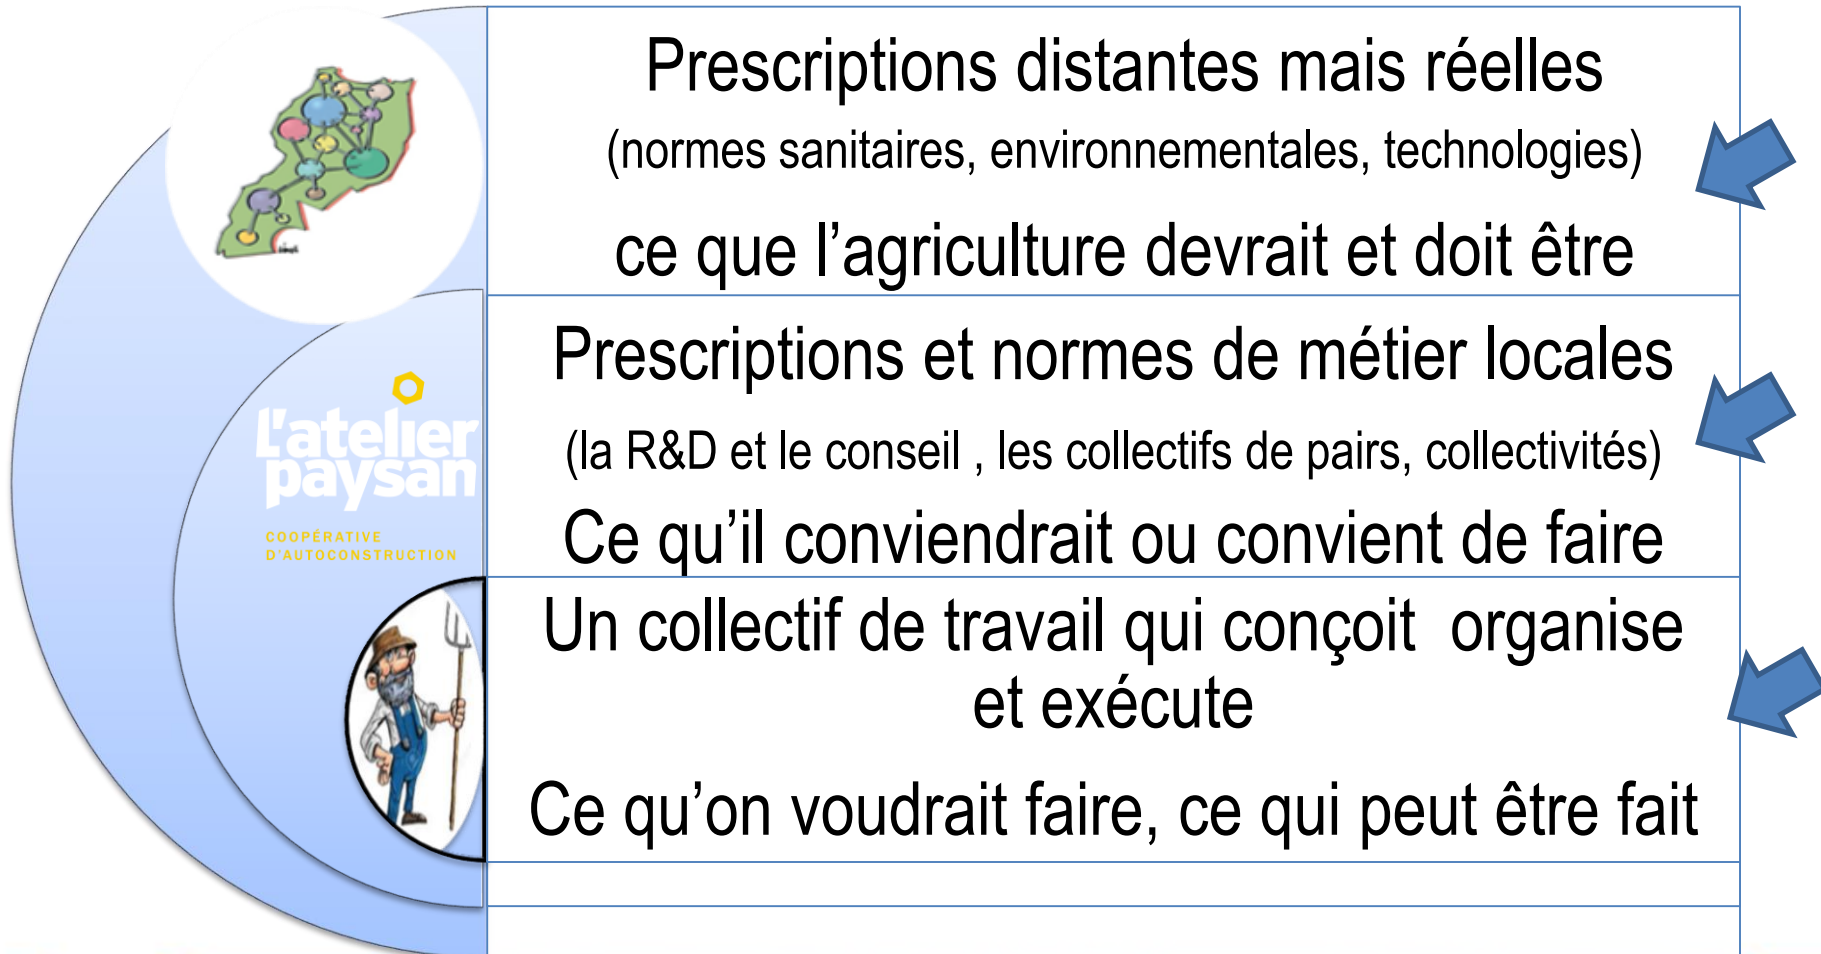 Prescriptions distantes mais réelles
(normes sanitaires, environnementales, technologies)
ce que l’agriculture devrait et doit être
L'atelier
paysan
COOPÉRATIVE
D'AUTOCONSTRUCTION
Prescriptions et normes de métier locales
(la R&D et le conseil , les collectifs de pairs, collectivités)
Ce qu’il conviendrait ou convient de faire
Un collectif de travail qui conçoit  organise
et exécute
Ce qu’on voudrait faire, ce qui peut être fait